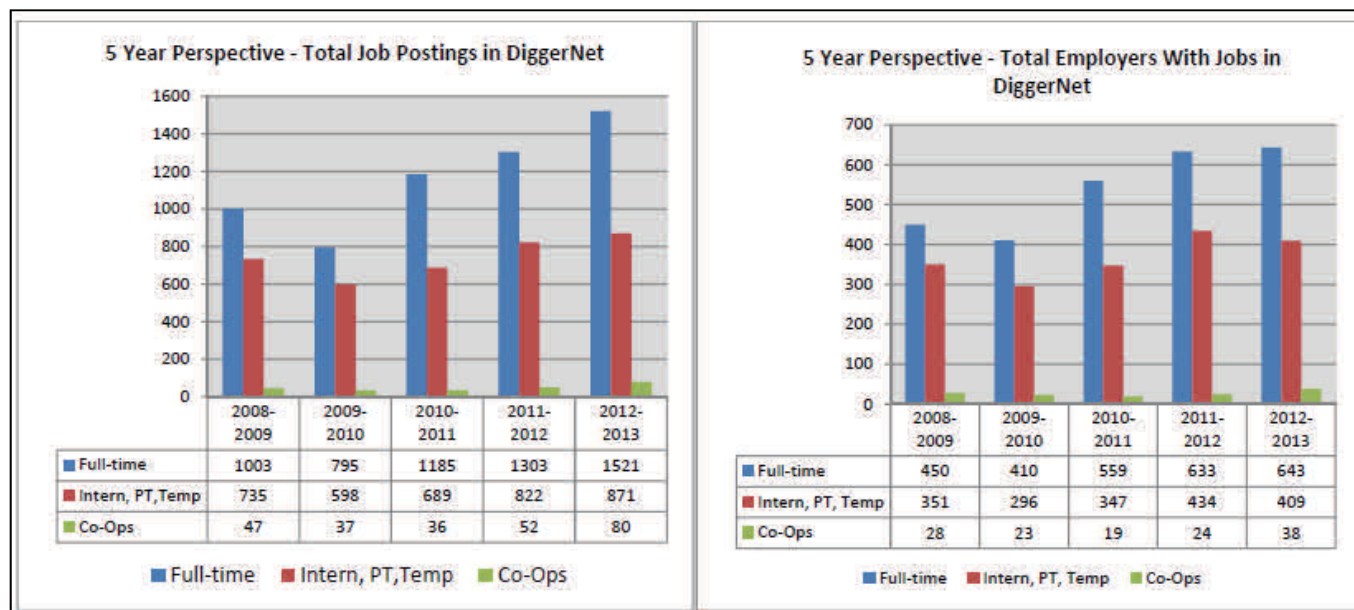 5 Year Perspective - Total Job Postings in DiggerNet
1600
1400
1200
1000
800
600
400
200
0
2008-2009 2009-2010 2010-2011 2011-2012 2012-2013
Full-time 1003 795 1185 1303 1521
Intern, PT,Temp 735 598 689 822 871
Co-Ops 47 37 36 52 80
Full-time Intern, PT,Temp Co-Ops
5 Year Perspective - Total Employers With Jobs in
DiggerNet
700
600
500
400
300
200
100
0
2008-2009 2009-2010 2010-2011 2011-2012 2012-2013
Full-time 450 410 559 633 643
Intern, PT, Temp 351 296 347 434 409
Co-Ops 28 23 19 24 38
Full-time Intern, PT, Temp Co-Ops